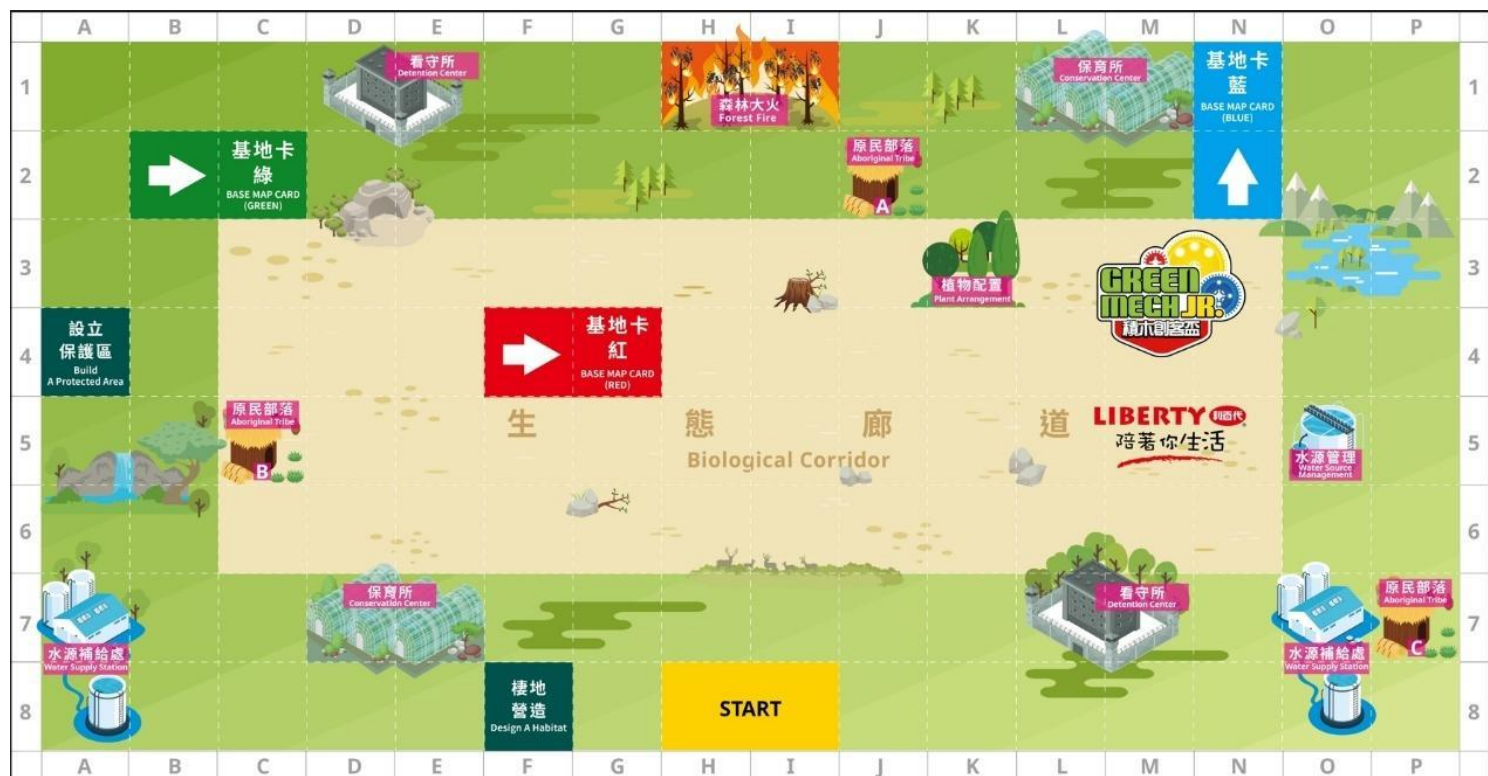 A B C D E F G H I J K L M N O P
1
看守所
Detention Center
森林大火
Forest Fire
保育所
Conservation Center
基地卡
藍
BASE MAP CARD
(BLUE)
1
2
基地卡
綠
BASE MAP CARD
(GREEN)
原民部落
Aboriginal Tribe
A
2
3
植物配置
Plant Arrangement
GREEN
MECH JR.
積木創客盃
3
4
設立
保護區
Build
A Protected Area
基地卡
紅
BASE MAP CARD
(RED)
4
5
原民部落
Aboriginal Tribe
B
生 態 廊 道
Biological Corridor
LIBERTY 利百代
陪著你生活
水源管理
Water Source
Management
5
6
6
7
水源補給處
Water Supply Station
保育所
Conservation Center
看守所
Detention Center
水源補給處
Water Supply Station
原民部落
Aboriginal Tribe
C
7
8
棲地
營造
Design A Habitat
START
8
A B C D E F G H I J K L M N O P